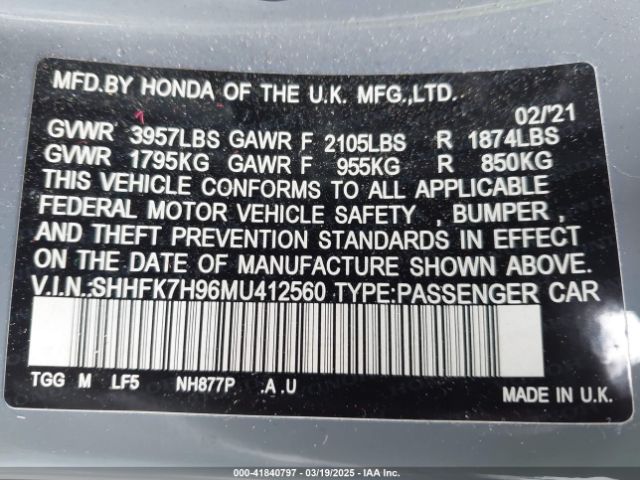 MFD.BY HONDA OF THE U.K. MFG.,LTD.
02/'21
GVWR 3957LBS GAWR F 2105LBS R 1874LBS
GVWR 1795KG GAWR F 955KG R 850KG
THIS VEHICLE CONFORMS TO ALL APPLICABLE
FEDERAL MOTOR VEHICLE SAFETY , BUMPER ,
AND THEFT PREVENTION STANDARDS IN EFFECT
ON THE DATE OF MANUFACTURE SHOWN ABOVE.
V.I.N.:SHHFK7H96MU412560 TYPE:PASSENGER CAR
TGG M LF5 NH877P .A .U
MADE IN U.K.
000-41840797 - 03/19/2025 - IAA Inc.